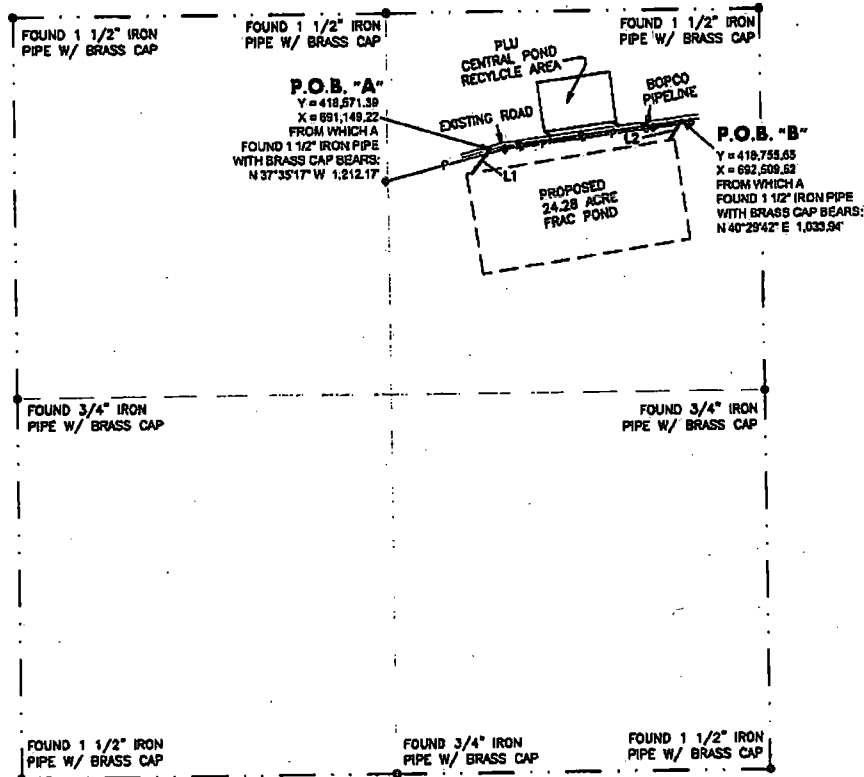 FOUND 1 1/2" IRON
PIPE W/ BRASS CAP
FOUND 1 1/2" IRON
PIPE W/ BRASS CAP
FOUND 1 1/2" IRON
PIPE W/ BRASS CAP
PLU
CENTRAL POND
RECYLCLE AREA
BOPCO
PIPELINE
EXISTING ROAD
P.O.B. "A"
Y = 418,571.39
X = 691,149.22
FROM WHICH A
FOUND 1 1/2" IRON PIPE
WITH BRASS CAP BEARS:
N 37°35'17" W 1,212.17'
L1
L2
P.O.B. "B"
Y = 418,755.65
X = 692,509.52
FROM WHICH A
FOUND 1 1/2" IRON PIPE
WITH BRASS CAP BEARS:
N 40°29'42" E 1,033.94'
PROPOSED
24.28 ACRE
FRAC POND
FOUND 3/4" IRON
PIPE W/ BRASS CAP
FOUND 3/4" IRON
PIPE W/ BRASS CAP
FOUND 1 1/2" IRON
PIPE W/ BRASS CAP
FOUND 3/4" IRON
PIPE W/ BRASS CAP
FOUND 1 1/2" IRON
PIPE W/ BRASS CAP